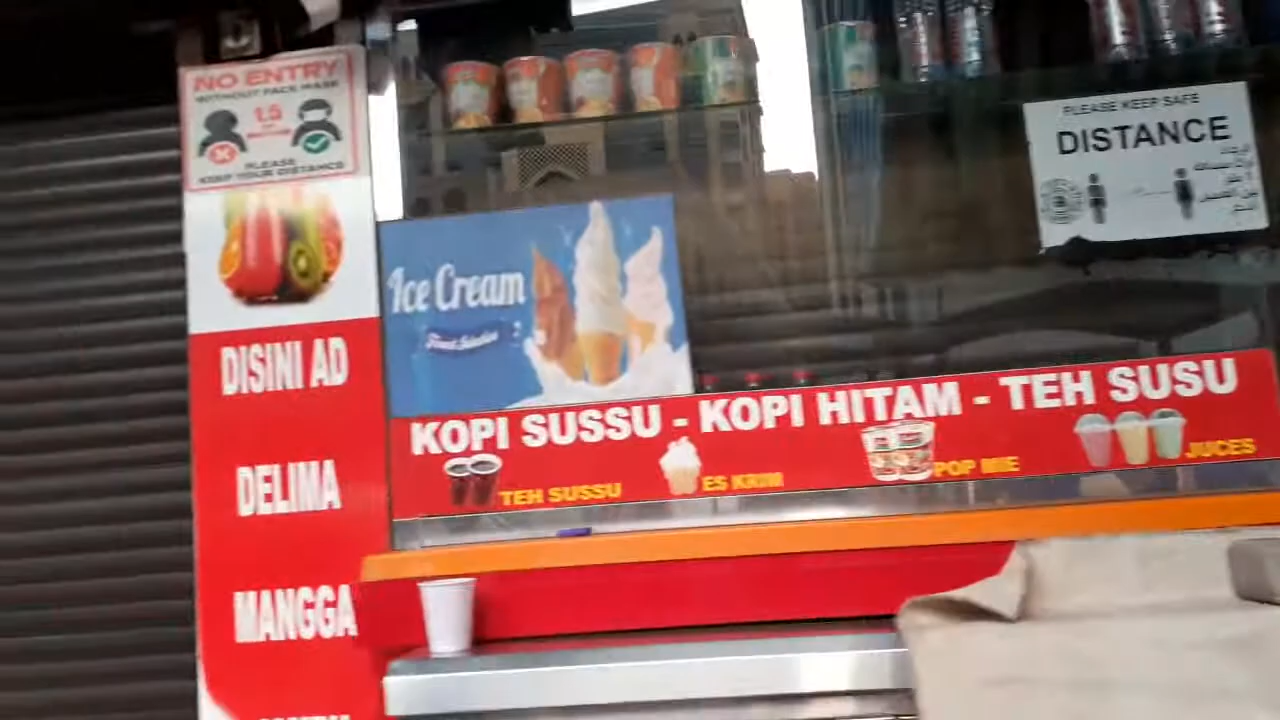 NO ENTRY
WITHOUT FACE MASK
1.5
PLEASE
KEEP YOUR DISTANCE
DISINI AD
DELIMA
MANGGA
Ice Cream
PLEASE KEEP SAFE
DISTANCE
KOPI SUSSU - KOPI HITAM - TEH SUSU
TEH SUSSU
ES KRIM
POP MIE
JUCES